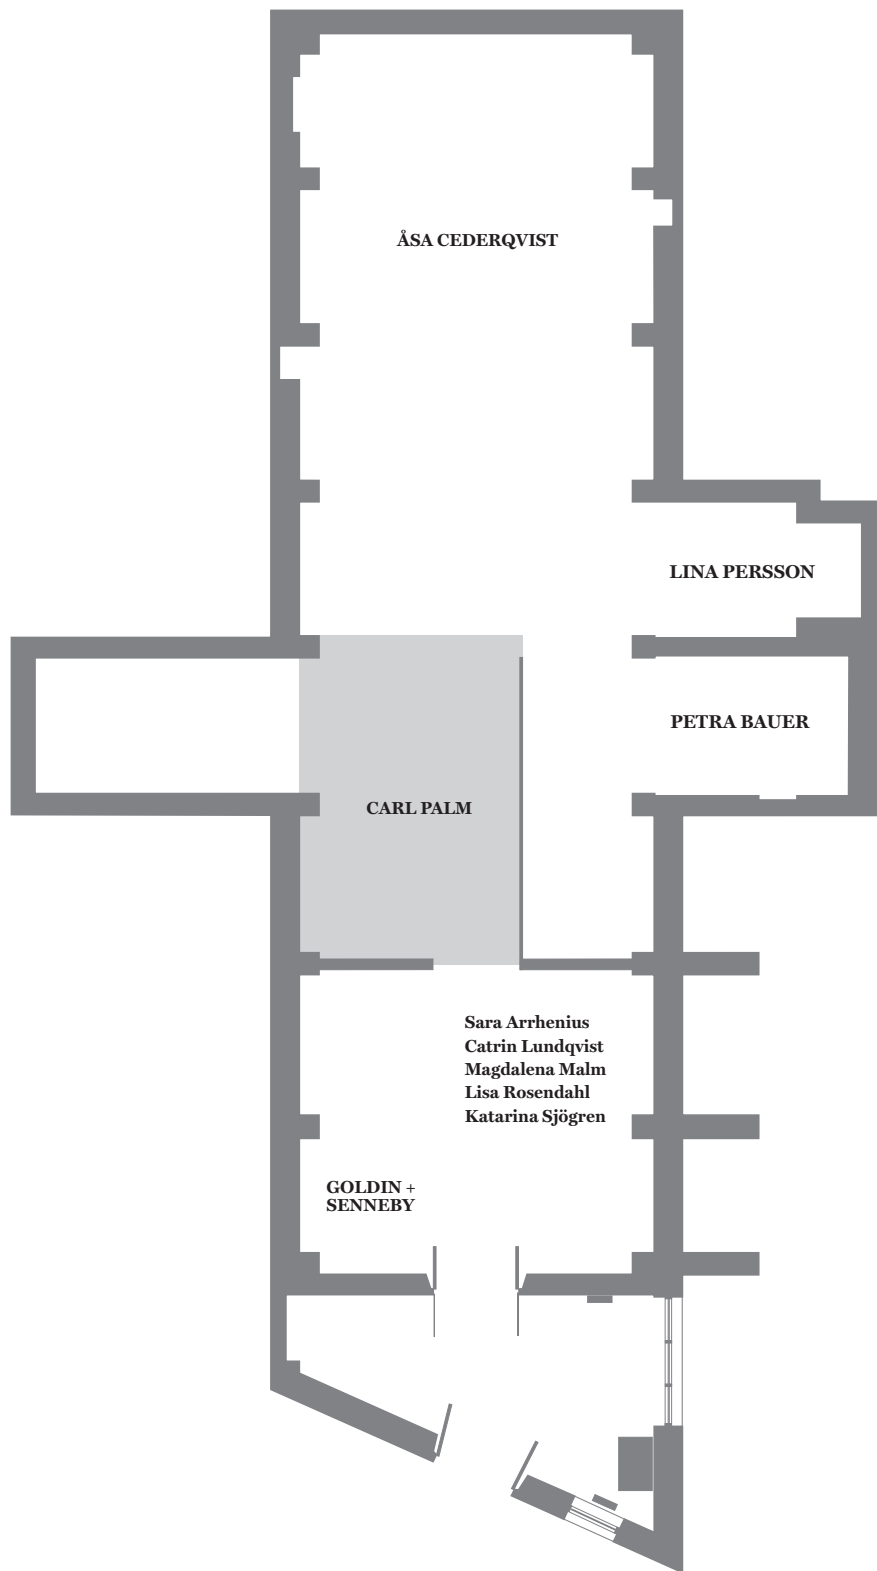 ÅSA CEDERQVIST
LINA PERSSON
PETRA BAUER
CARL PALM
Sara Arrhenius
Catrin Lundqvist
Magdalena Malm
Lisa Rosendahl
Katarina Sjögren
GOLDIN +
SENNEBY